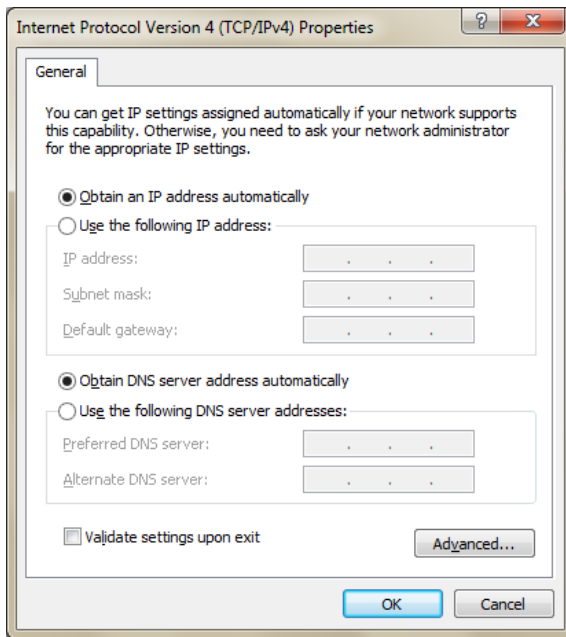 Internet Protocol Version 4 (TCP/IPv4) Properties
?
X
General
You can get IP settings assigned automatically if your network supports
this capability. Otherwise, you need to ask your network administrator
for the appropriate IP settings.
Obtain an IP address automatically
Use the following IP address:
IP address: . . .
Subnet mask: . . .
Default gateway: . . .
Obtain DNS server address automatically
Use the following DNS server addresses:
Preferred DNS server: . . .
Alternate DNS server: . . .
Validate settings upon exit
Advanced...
OK
Cancel